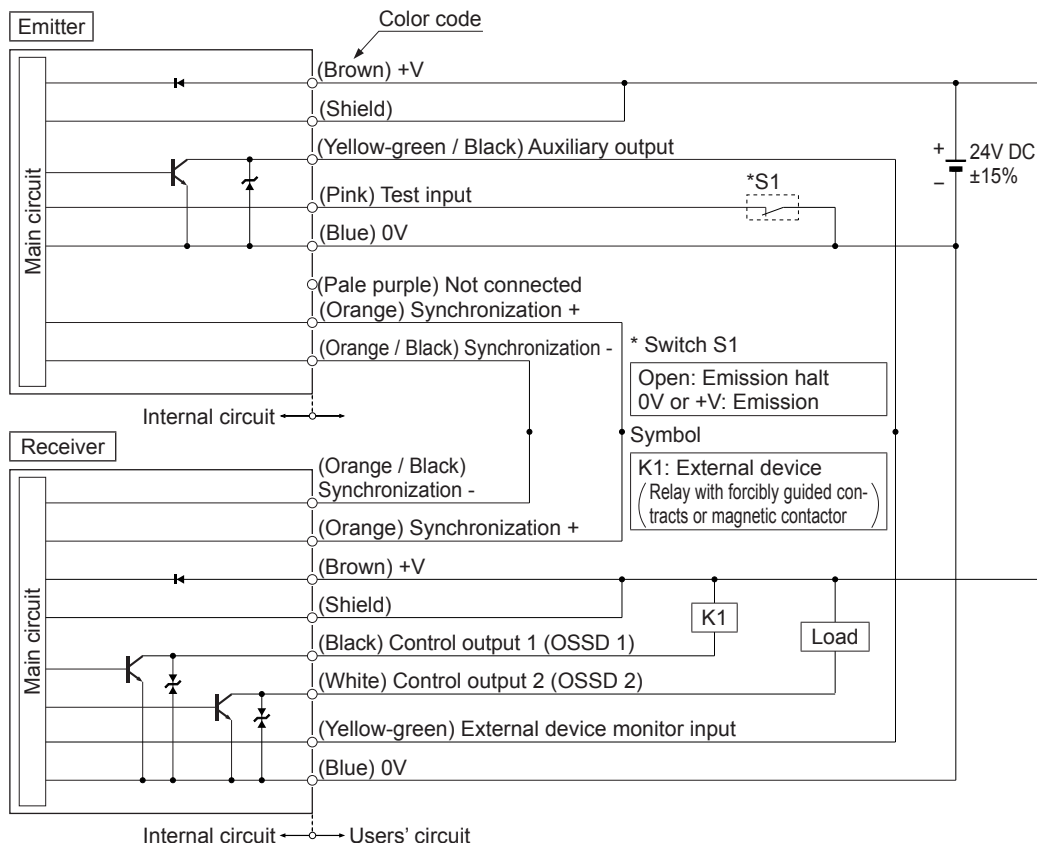 Emitter
Color code
Main circuit
(Brown) +V
(Shield)
(Yellow-green / Black) Auxiliary output
(Pink) Test input
(Blue) 0V
(Pale purple) Not connected
(Orange) Synchronization +
(Orange / Black) Synchronization -
*S1
+
−
24V DC
±15%
* Switch S1
Open: Emission halt
0V or +V: Emission
Symbol
K1: External device
(Relay with forcibly guided con-
tracts or magnetic contactor)
Internal circuit
Receiver
Main circuit
(Orange / Black)
Synchronization -
(Orange) Synchronization +
(Brown) +V
(Shield)
(Black) Control output 1 (OSSD 1)
(White) Control output 2 (OSSD 2)
(Yellow-green) External device monitor input
(Blue) 0V
K1
Load
Internal circuit
Users' circuit